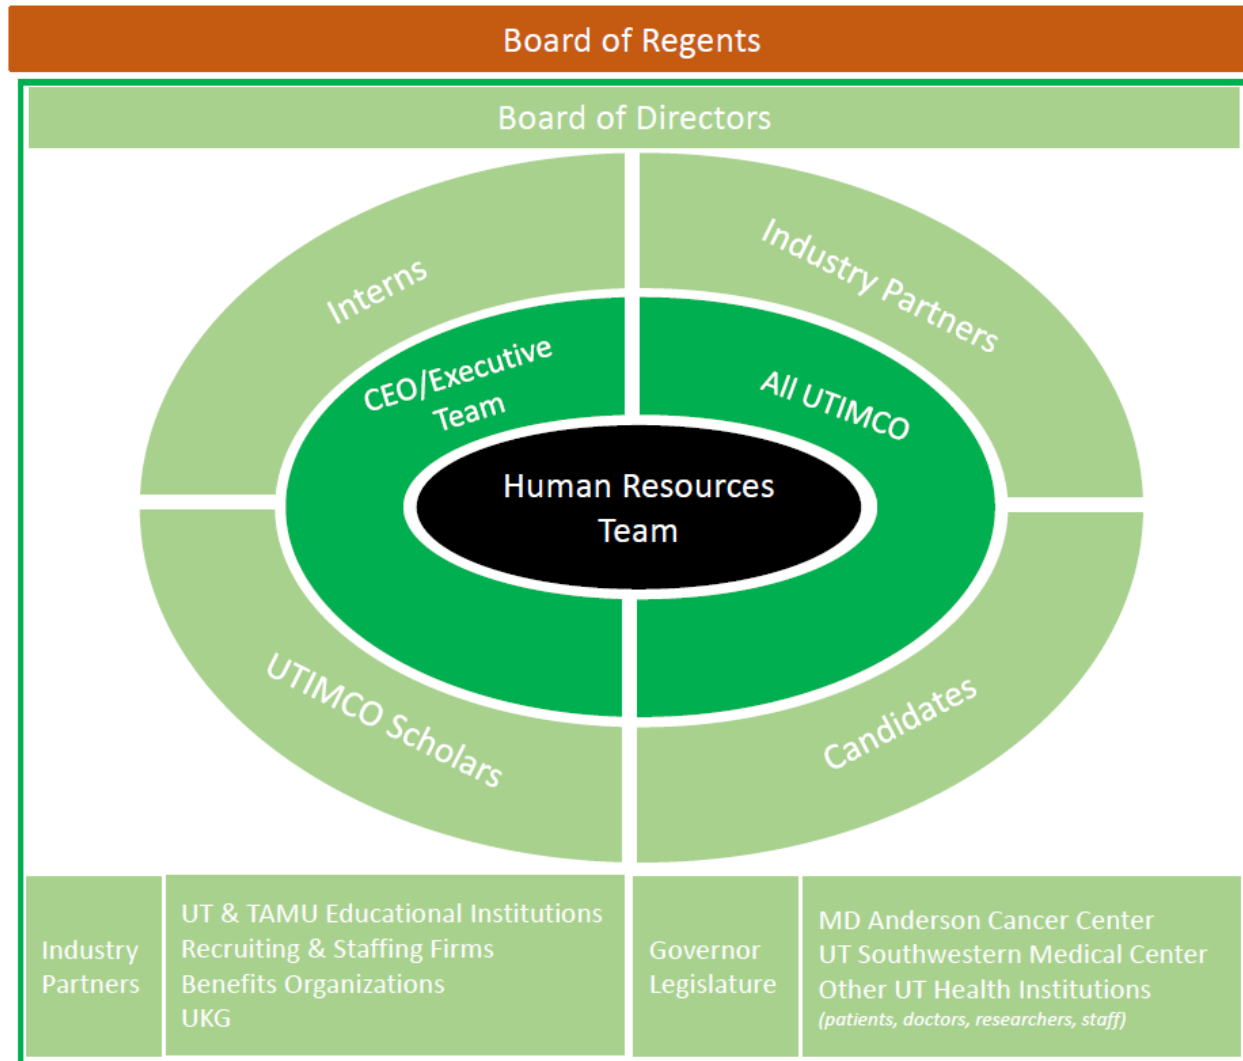 Board of Regents
Board of Directors
Interns
Industry Partners
CEO/Executive
Team
All UTIMCO
Human Resources
Team
UTIMCO Scholars
Candidates
Industry
Partners
UT & TAMU Educational Institutions
Recruiting & Staffing Firms
Benefits Organizations
UKG
Governor
Legislature
MD Anderson Cancer Center
UT Southwestern Medical Center
Other UT Health Institutions
(patients, doctors, researchers, staff)